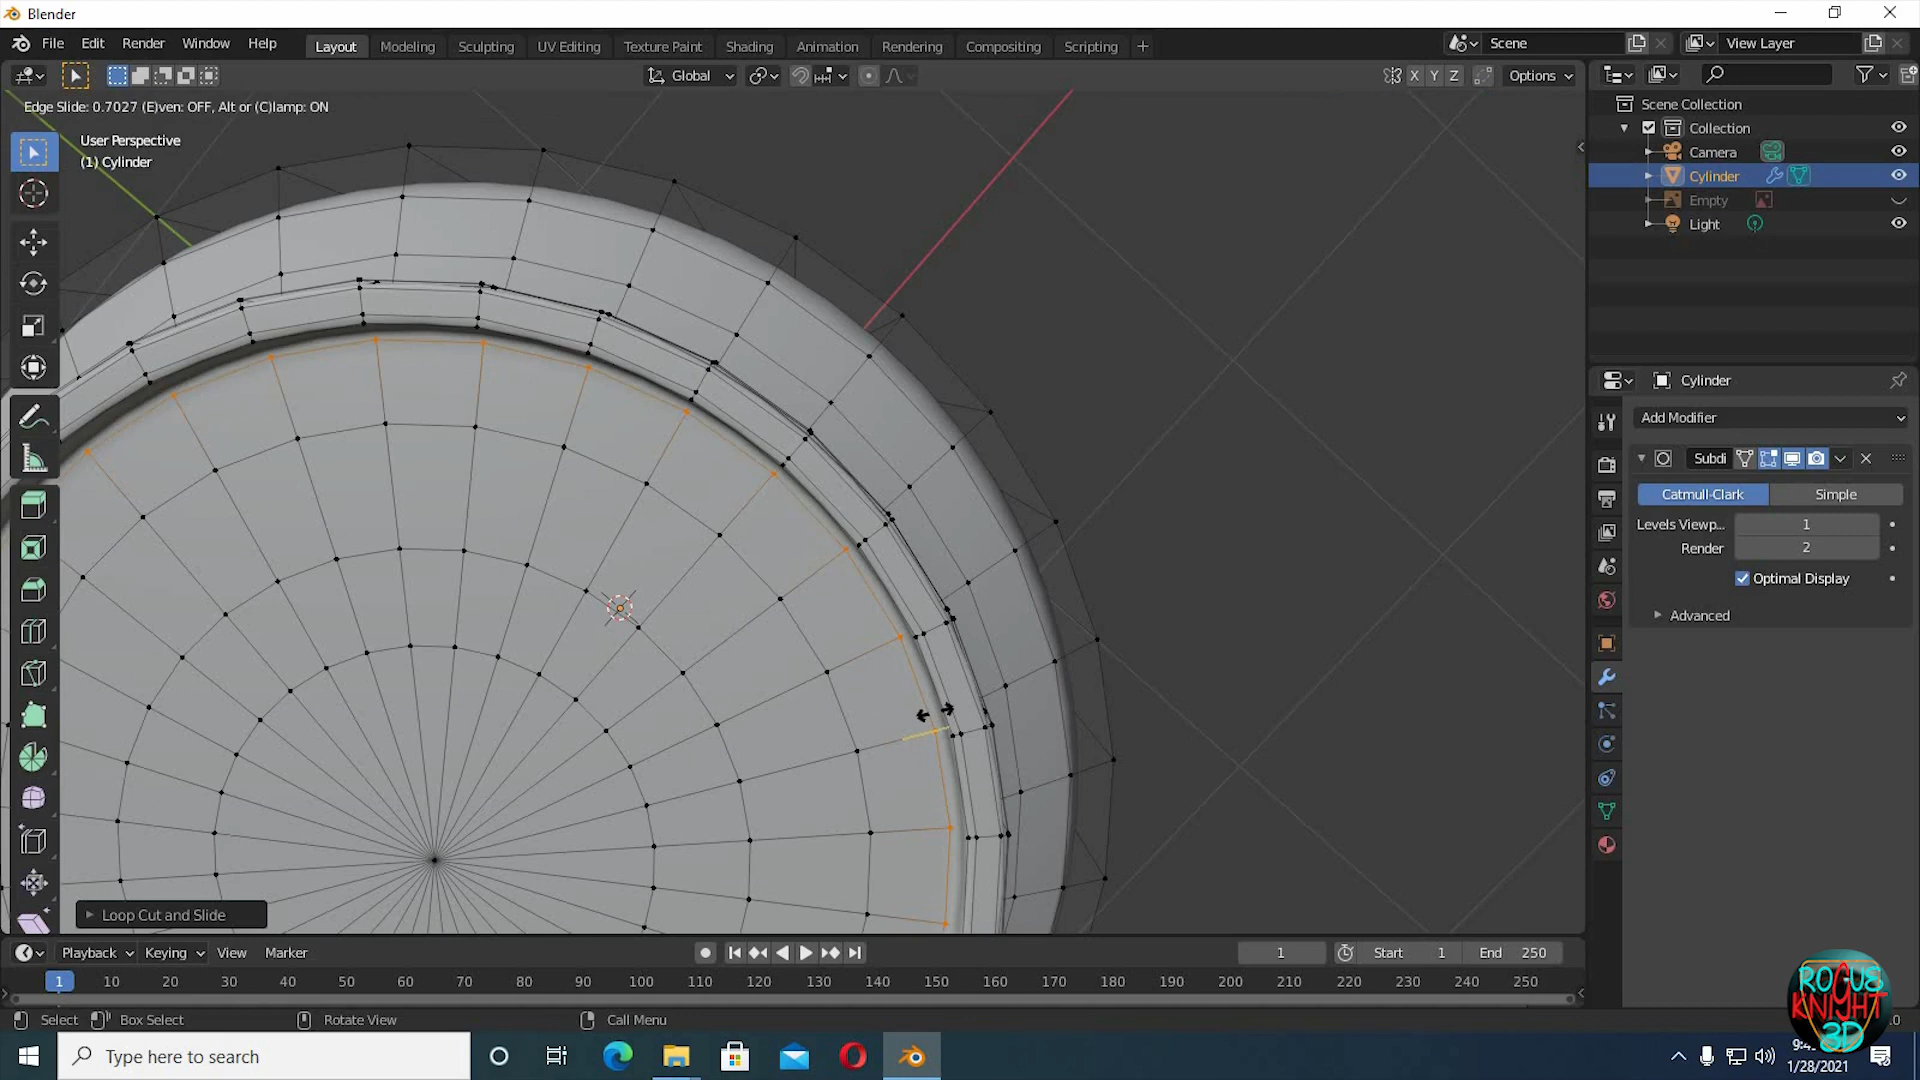 Blender
File Edit Render Window Help Layout Modeling Sculpting UV Editing Texture Paint Shading Animation Rendering Compositing Scripting + Scene View Layer
Global X Y Z Options
Edge Slide: 0.7027 (E)ven: OFF, Alt or (C)lamp: ON
User Perspective
(1) Cylinder
Scene Collection
Collection
Camera
Cylinder
Empty
Light
Cylinder
Add Modifier
Subdi
Catmull-Clark Simple
Levels Viewp... 1
Render 2
Optimal Display
Advanced
Loop Cut and Slide
Playback Keying View Marker 1 Start 1 End 250
1 10 20 30 40 50 60 70 80 90 100 110 120 130 140 150 160 170 180 190 200 210 220 230 240 250
Select Box Select Rotate View Call Menu
ROGUE
KNIGHT
3D
Type here to search
1/28/2021